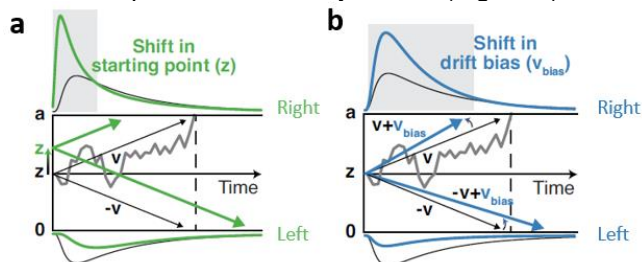 a
Shift in
starting point (z)
Right
a
z
z
v
-v
Time
0
Left
b
Shift in
drift bias (vbias)
Right
a
v+vbias
v
z
Time
-v+vbias
-v
0
Left